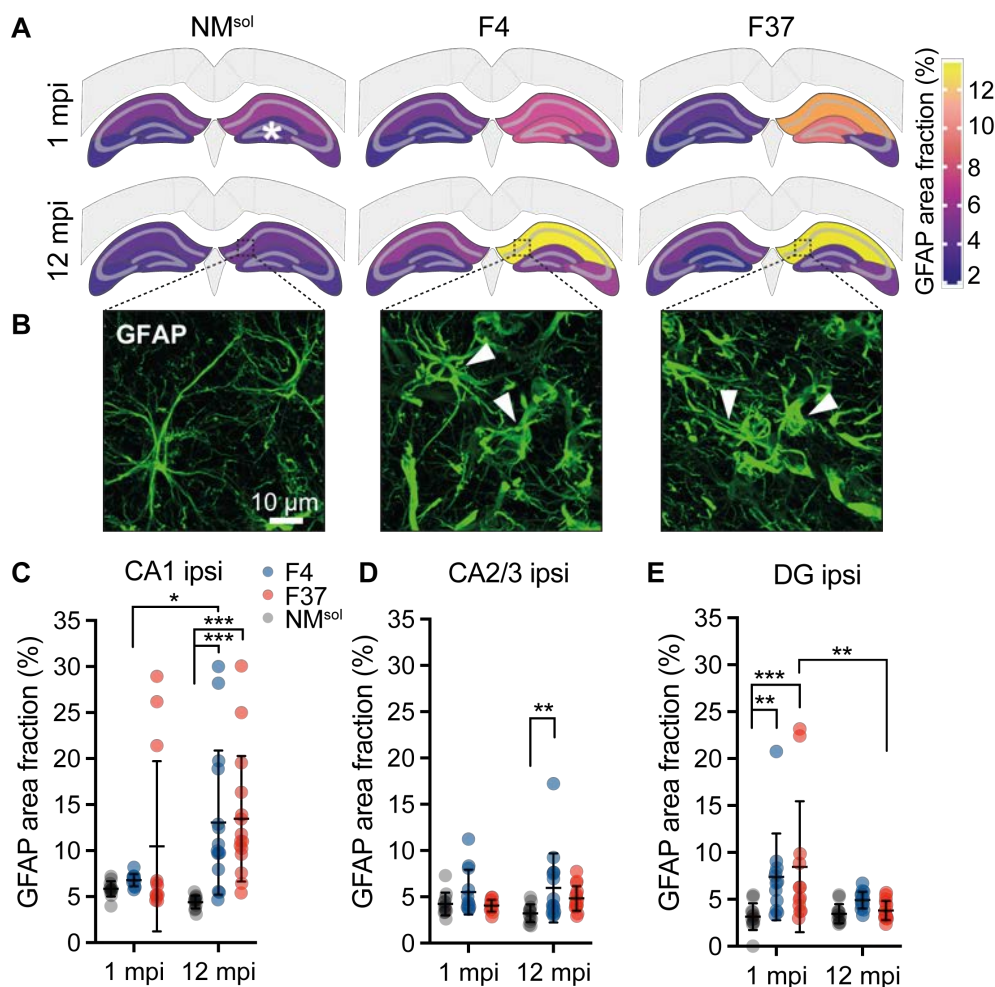 A
NMsol
F4
F37
1 mpi
*
12 mpi
GFAP area fraction (%)
12
10
8
6
4
2
B
GFAP
10 µm
C
CA1 ipsi
F4
F37
NMsol
GFAP area fraction (%)
35
30
25
20
15
10
5
0
*
***
***
1 mpi
12 mpi
D
CA2/3 ipsi
GFAP area fraction (%)
35
30
25
20
15
10
5
0
**
1 mpi
12 mpi
E
DG ipsi
GFAP area fraction (%)
35
30
25
20
15
10
5
0
**
***
**
1 mpi
12 mpi